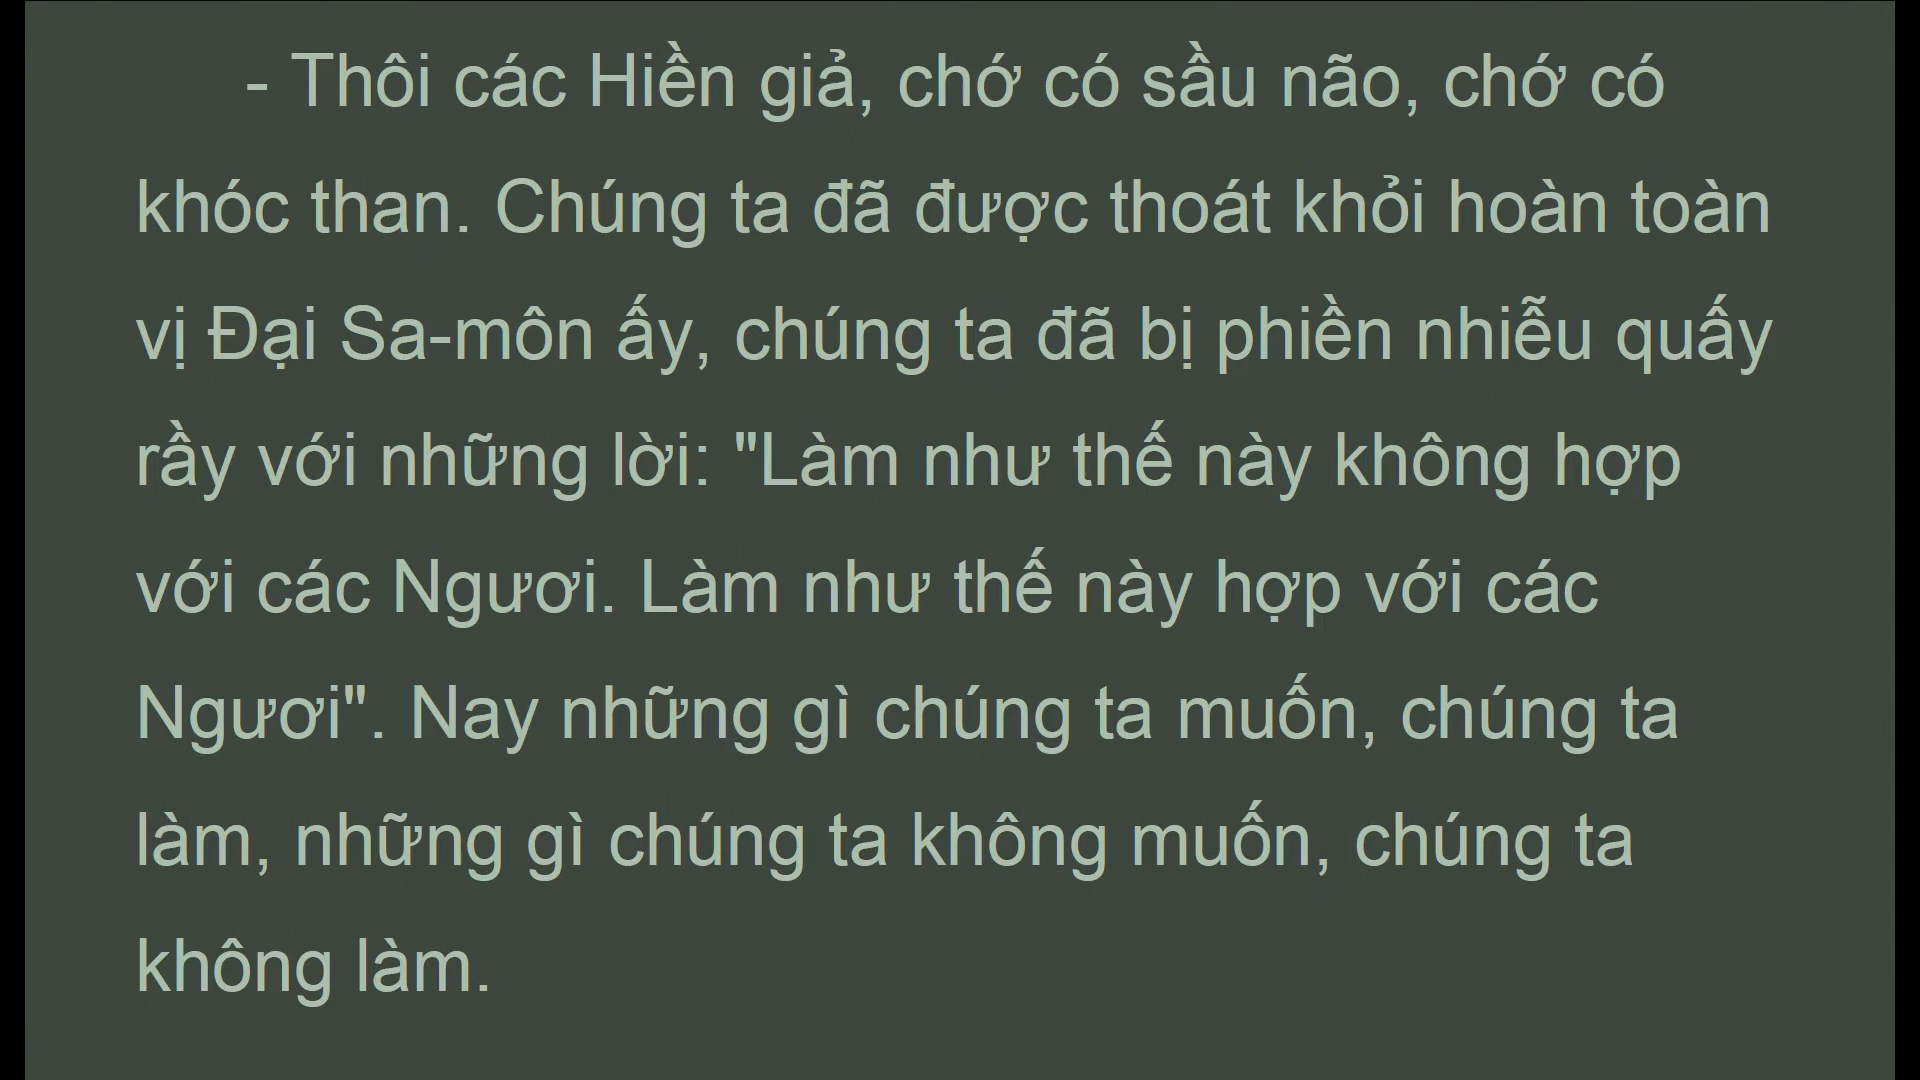 - Thôi các Hiền giả, chớ có sầu não, chớ có
khóc than. Chúng ta đã được thoát khỏi hoàn toàn
vị Đại Sa-môn ấy, chúng ta đã bị phiền nhiễu quấy
rầy với những lời: "Làm như thế này không hợp
với các Ngươi. Làm như thế này hợp với các
Ngươi". Nay những gì chúng ta muốn, chúng ta
làm, những gì chúng ta không muốn, chúng ta
không làm.